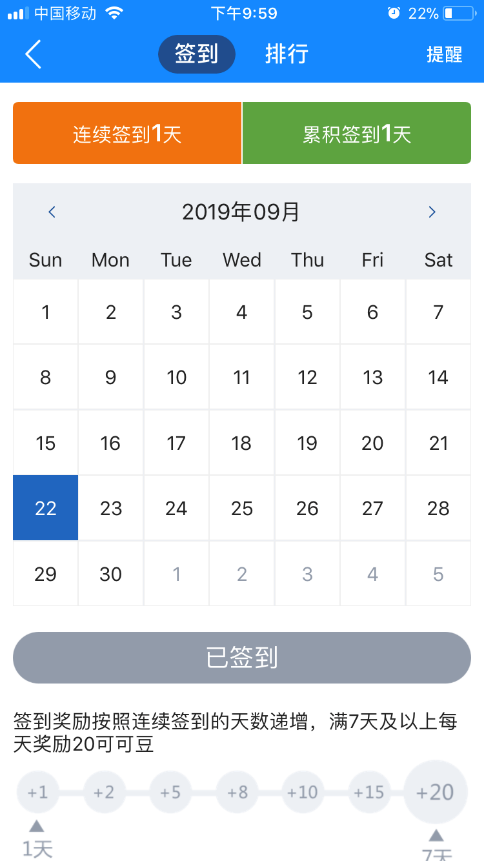 中国移动 下午9:59 22%
签到 排行 提醒
连续签到1天 累积签到1天
2019年09月
Sun Mon Tue Wed Thu Fri Sat
1 2 3 4 5 6 7
8 9 10 11 12 13 14
15 16 17 18 19 20 21
22 23 24 25 26 27 28
29 30 1 2 3 4 5
已签到
签到奖励按照连续签到的天数递增，满7天及以上每
天奖励20可可豆
+1 +2 +5 +8 +10 +15 +20
1天 7天